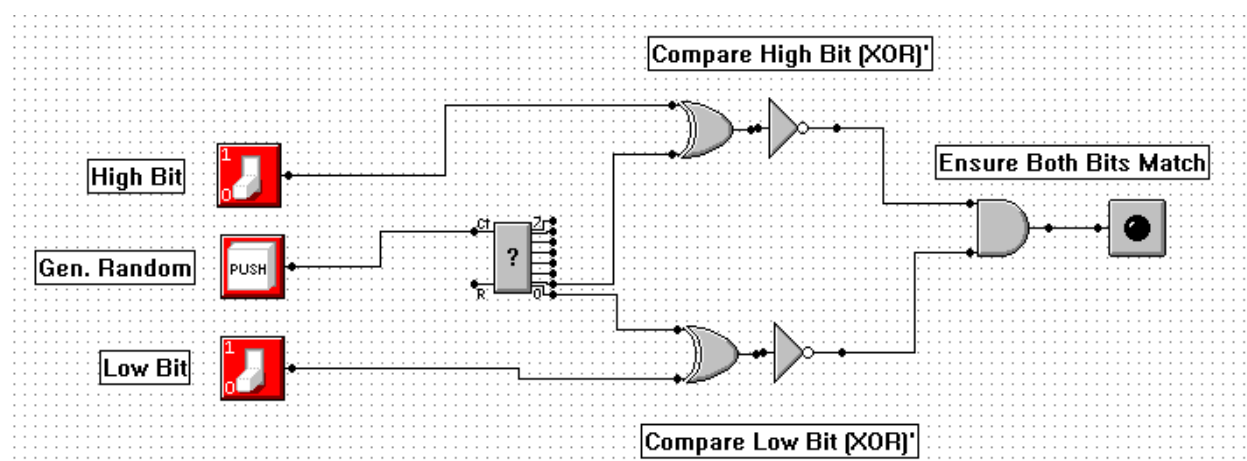 Compare High Bit (XOR)'
Ensure Both Bits Match
1
High Bit
0
Ct 7
Gen. Random
PUSH
?
R 0
1
Low Bit
0
Compare Low Bit (XOR)'